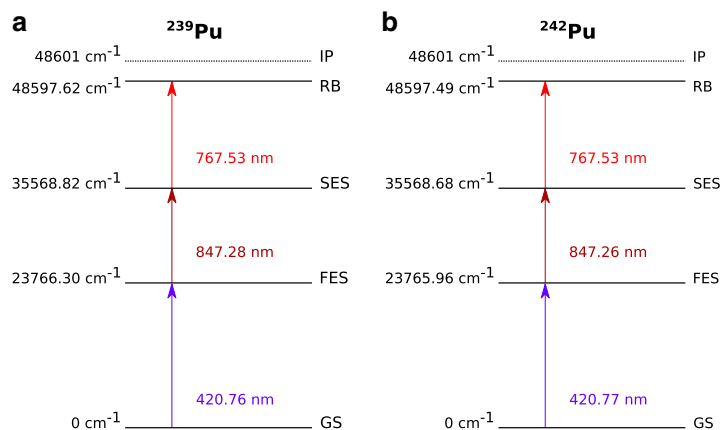 a
²³⁹Pu
48601 cm⁻¹ IP
48597.62 cm⁻¹ RB
767.53 nm
35568.82 cm⁻¹ SES
847.28 nm
23766.30 cm⁻¹ FES
420.76 nm
0 cm⁻¹ GS
b
²⁴²Pu
48601 cm⁻¹ IP
48597.49 cm⁻¹ RB
767.53 nm
35568.68 cm⁻¹ SES
847.26 nm
23765.96 cm⁻¹ FES
420.77 nm
0 cm⁻¹ GS